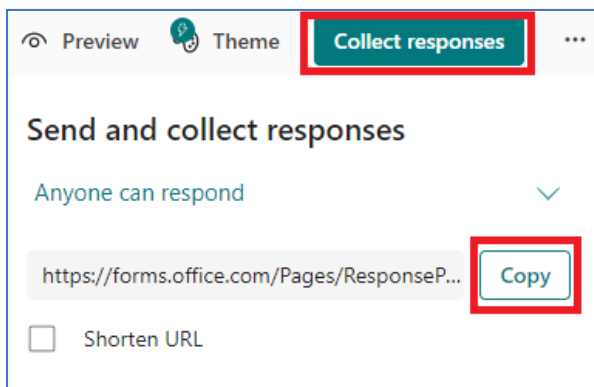 Preview Theme Collect responses ...
Send and collect responses
Anyone can respond
https://forms.office.com/Pages/ResponseP... Copy
Shorten URL